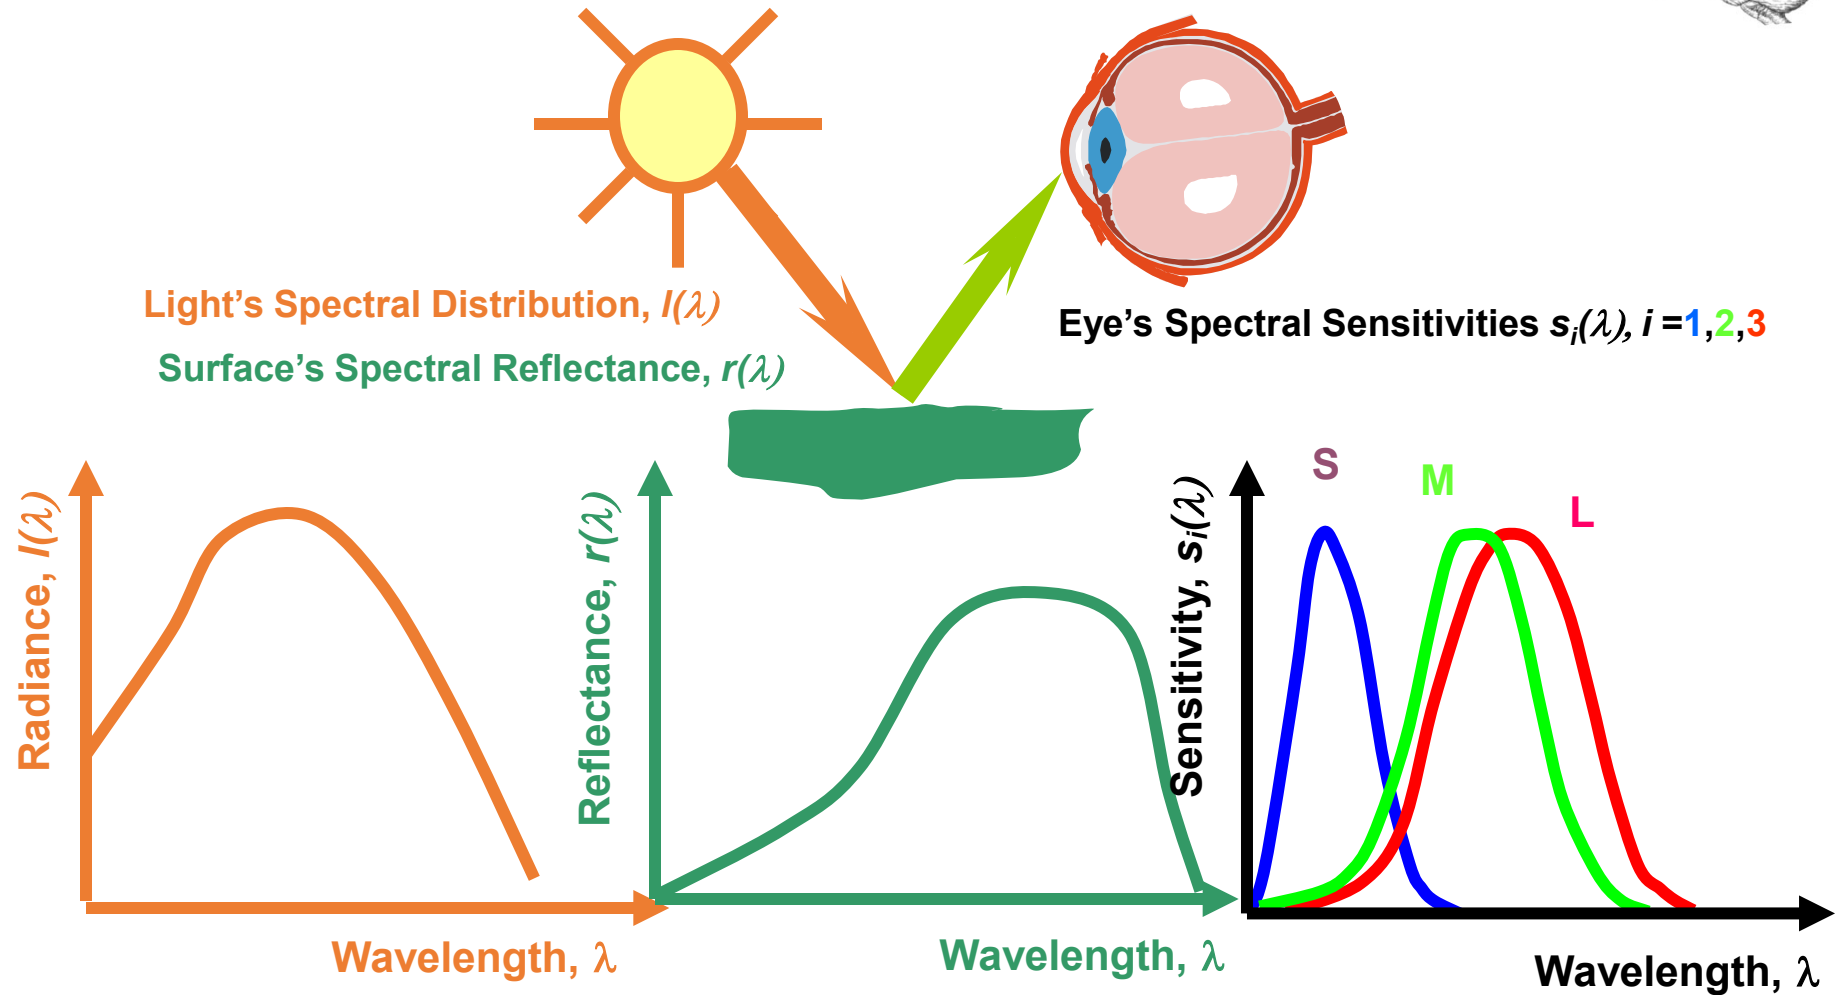 Light’s Spectral Distribution, l(λ)
Surface’s Spectral Reflectance, r(λ)
Eye’s Spectral Sensitivities si(λ), i =1,2,3
Radiance, l(λ)
Wavelength, λ
Reflectance, r(λ)
Wavelength, λ
Sensitivity, si(λ)
S
M
L
Wavelength, λ